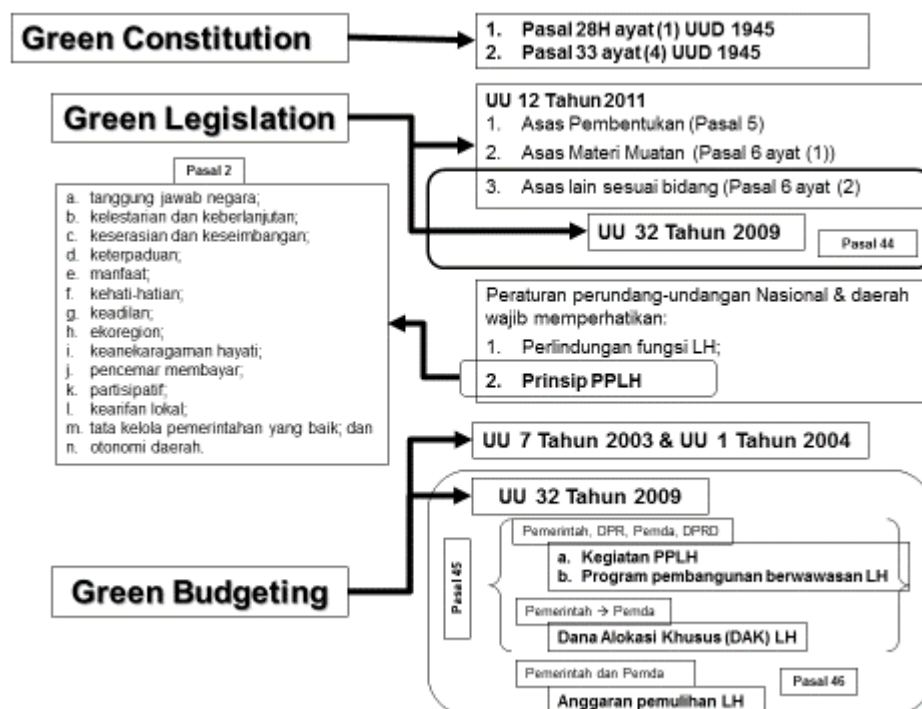 Green Constitution
1. Pasal 28H ayat (1) UUD 1945
2. Pasal 33 ayat (4) UUD 1945
Green Legislation
UU 12 Tahun 2011
1. Asas Pembentukan (Pasal 5)
2. Asas Materi Muatan (Pasal 6 ayat (1))
3. Asas lain sesuai bidang (Pasal 6 ayat (2)
UU 32 Tahun 2009
Pasal 44
Pasal 2
a. tanggung jawab negara;
b. kelestarian dan keberlanjutan;
c. keserasian dan keseimbangan;
d. keterpaduan;
e. manfaat;
f. kehati-hatian;
g. keadilan;
h. ekoregion;
i. keanekaragaman hayati;
j. pencemar membayar;
k. partisipatif;
l. kearifan lokal;
m. tata kelola pemerintahan yang baik; dan
n. otonomi daerah.
Peraturan perundang-undangan Nasional & daerah
wajib memperhatikan:
1. Perlindungan fungsi LH;
2. Prinsip PPLH
Green Budgeting
UU 7 Tahun 2003 & UU 1 Tahun 2004
UU 32 Tahun 2009
Pasal 45
Pemerintah, DPR, Pemda, DPRD
a. Kegiatan PPLH
b. Program pembangunan berwawasan LH
Pemerintah → Pemda
Dana Alokasi Khusus (DAK) LH
Pemerintah dan Pemda
Pasal 46
Anggaran pemulihan LH